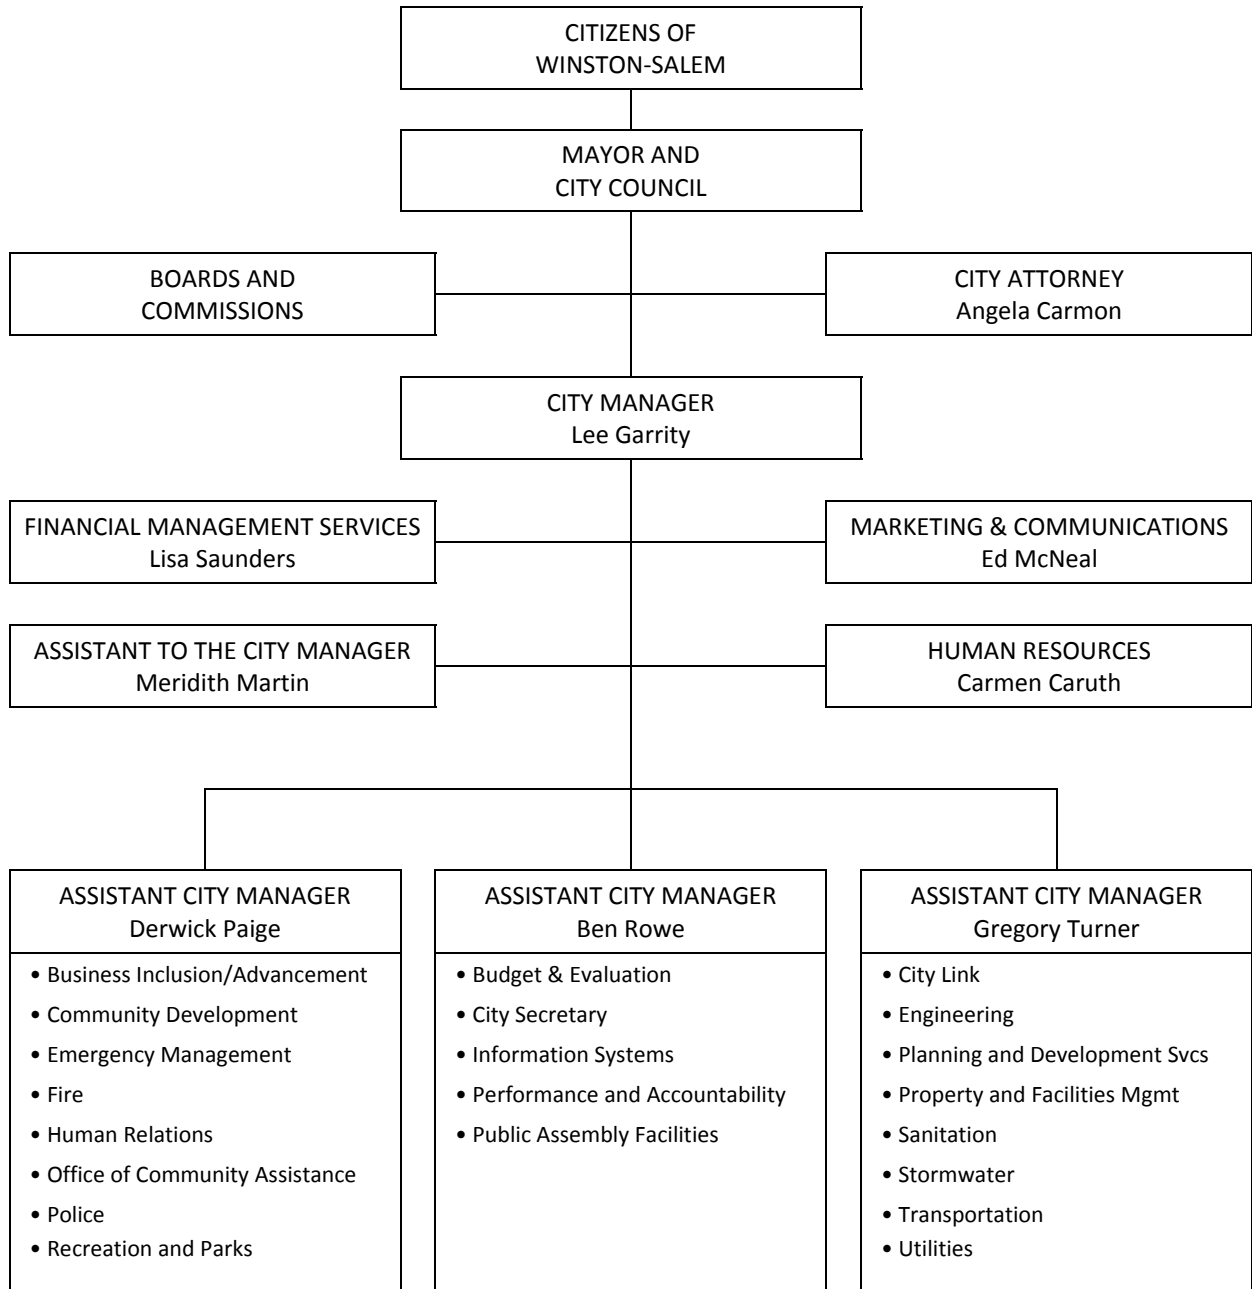 CITIZENS OF
WINSTON-SALEM
MAYOR AND
CITY COUNCIL
BOARDS AND
COMMISSIONS
CITY ATTORNEY
Angela Carmon
CITY MANAGER
Lee Garrity
FINANCIAL MANAGEMENT SERVICES
Lisa Saunders
MARKETING & COMMUNICATIONS
Ed McNeal
ASSISTANT TO THE CITY MANAGER
Meridith Martin
HUMAN RESOURCES
Carmen Caruth
ASSISTANT CITY MANAGER
Derwick Paige
• Business Inclusion/Advancement
• Community Development
• Emergency Management
• Fire
• Human Relations
• Office of Community Assistance
• Police
• Recreation and Parks
ASSISTANT CITY MANAGER
Ben Rowe
• Budget & Evaluation
• City Secretary
• Information Systems
• Performance and Accountability
• Public Assembly Facilities
ASSISTANT CITY MANAGER
Gregory Turner
• City Link
• Engineering
• Planning and Development Svcs
• Property and Facilities Mgmt
• Sanitation
• Stormwater
• Transportation
• Utilities